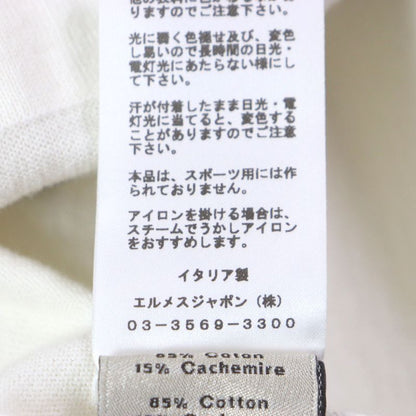 りますのでご注意下さい。
光に弱く色褪せ及び、変色
し易いので長時間の日光・
電灯光にあたらない様にし
て下さい。
汗が付着したまま日光・電
灯光に当てると、変色する
ことがありますのでご注意
下さい。
本品は、スポーツ用には作
られておりません。
アイロンを掛ける場合は、
スチームでうかしアイロン
をおすすめします。
イタリア製
エルメスジャポン(株)
03-3569-3300
85% Cotton
15% Cachemire
85% Cotton